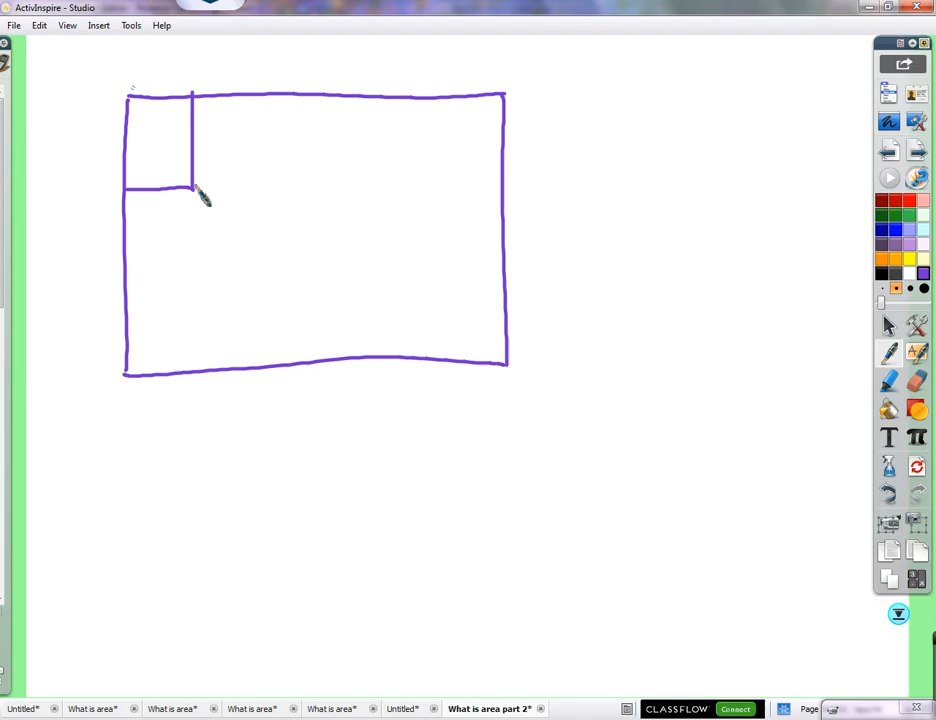 ActivInspire - Studio
File Edit View Insert Tools Help
Untitled* What is area* What is area* What is area* What is area* Untitled* What is area part 2* CLASSFLOW Connect Page